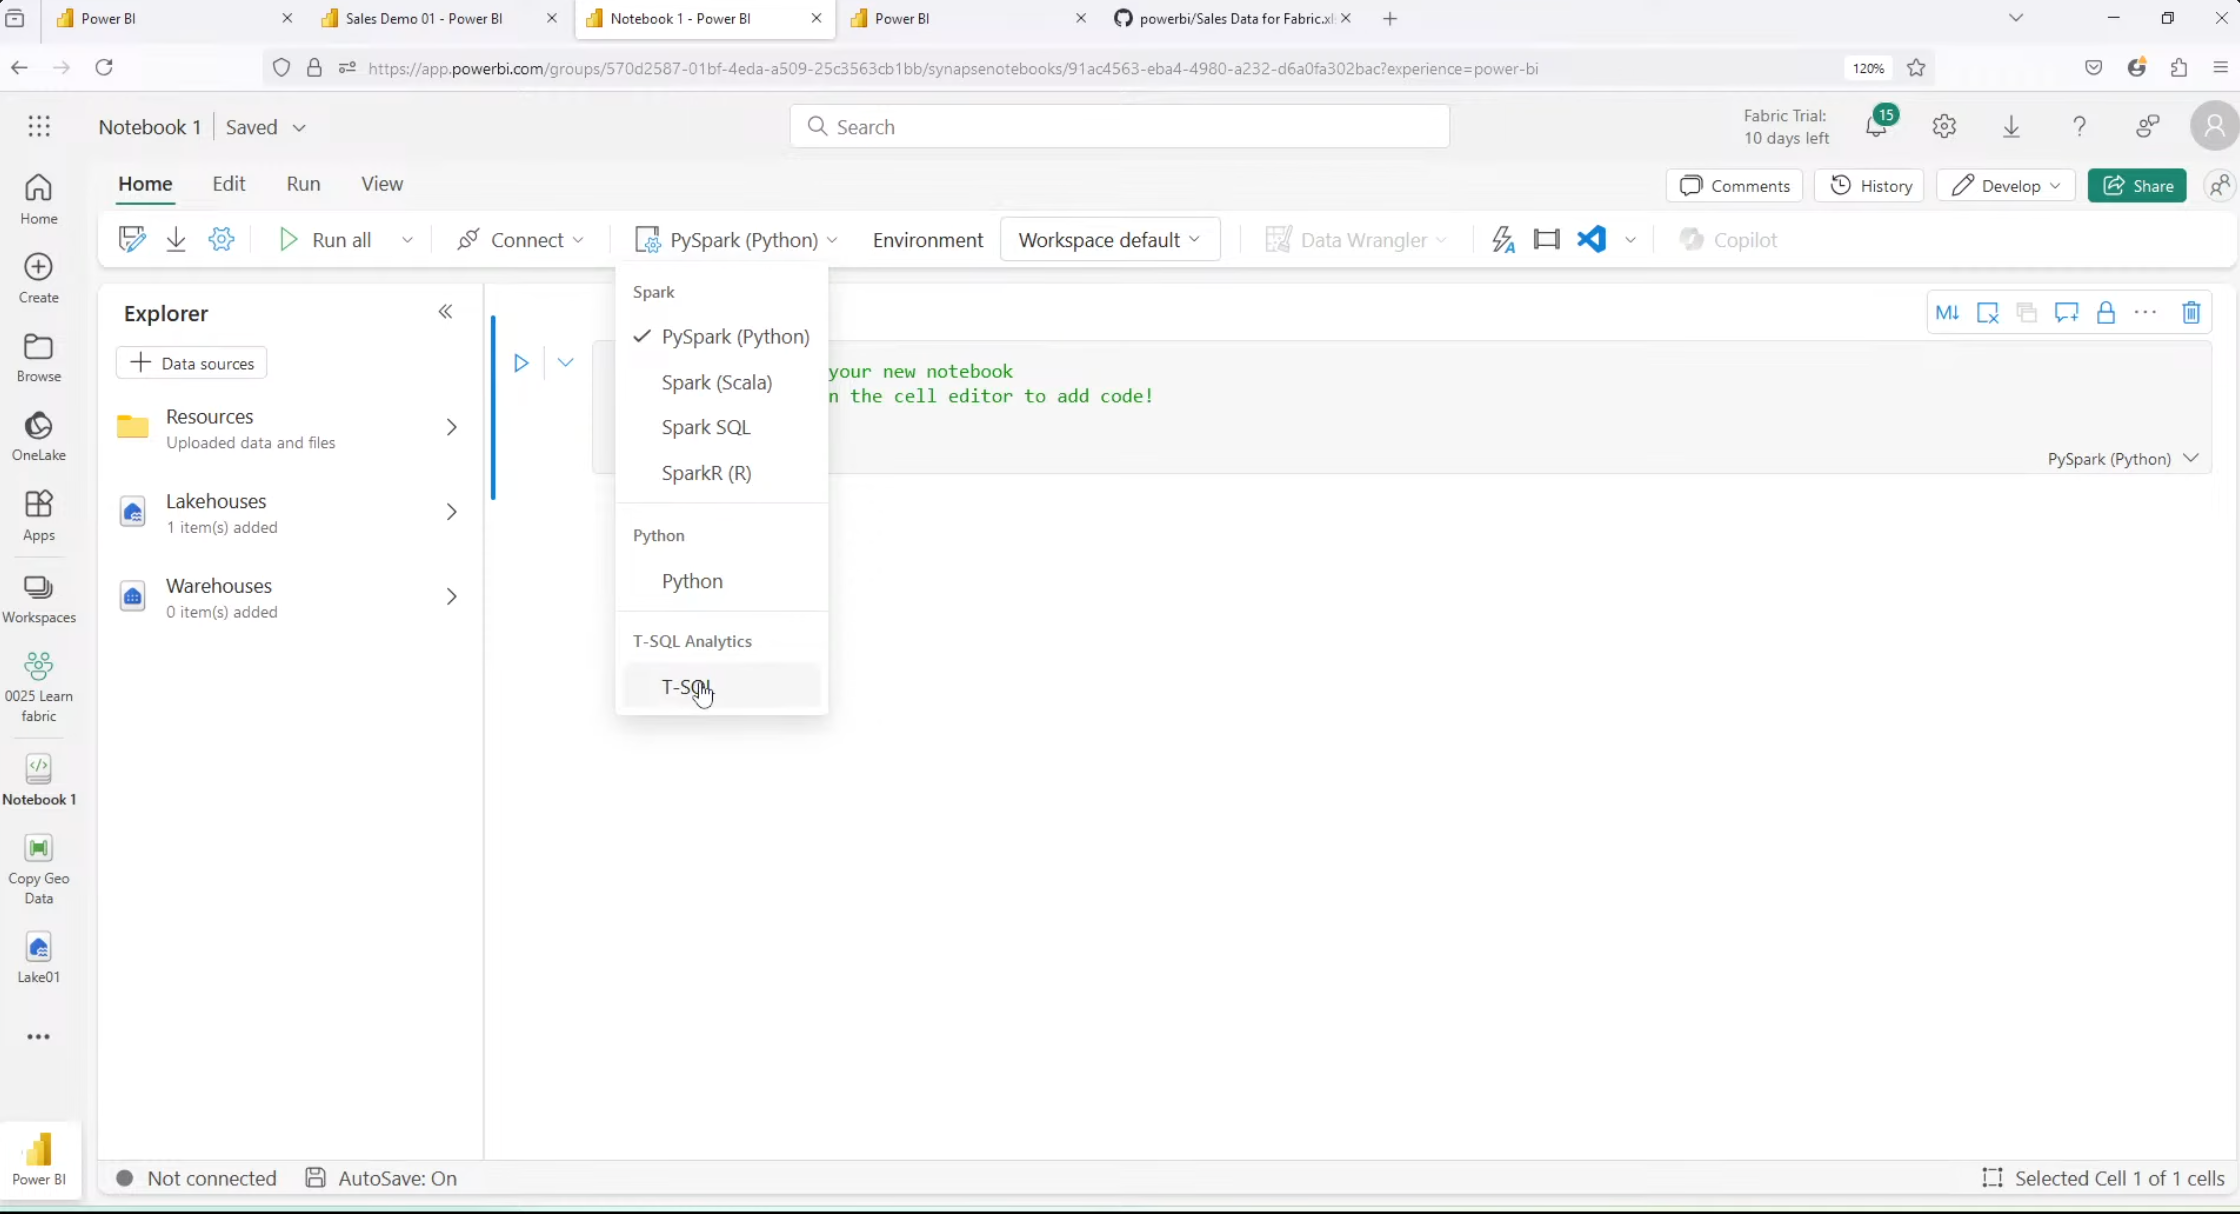 Power BI
Sales Demo 01 - Power BI
Notebook 1 - Power BI
Power BI
powerbi/Sales Data for Fabric.xl
https://app.powerbi.com/groups/570d2587-01bf-4eda-a509-25c3563cb1bb/synapsenotebooks/91ac4563-eba4-4980-a232-d6a0fa302bac?experience=power-bi
120%
Notebook 1
Saved
Search
Fabric Trial:
10 days left
15
Home
Edit
Run
View
Comments
History
Develop
Share
Run all
Connect
PySpark (Python)
Environment
Workspace default
Data Wrangler
Copilot
Home
Create
Browse
OneLake
Apps
Workspaces
0025 Learn
fabric
Notebook 1
Copy Geo
Data
Lake01
Power BI
Explorer
Data sources
Resources
Uploaded data and files
Lakehouses
1 item(s) added
Warehouses
0 item(s) added
Spark
PySpark (Python)
Spark (Scala)
Spark SQL
SparkR (R)
Python
Python
T-SQL Analytics
T-SQL
M↓
your new notebook
n the cell editor to add code!
PySpark (Python)
Not connected
AutoSave: On
Selected Cell 1 of 1 cells